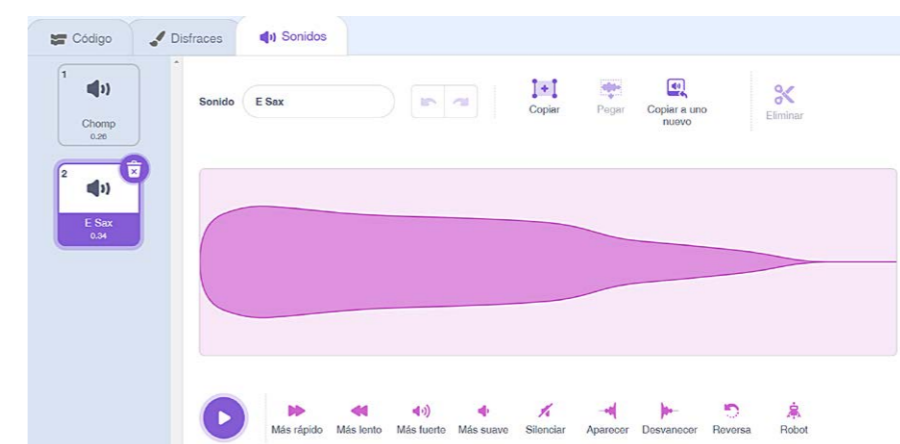 Código
Disfraces
Sonidos
1
Chomp
0.26
2
E Sax
0.34
Sonido
E Sax
Copiar
Pegar
Copiar a uno
nuevo
Eliminar
Más rápido
Más lento
Más fuerte
Más suave
Silenciar
Aparecer
Desvanecer
Reversa
Robot